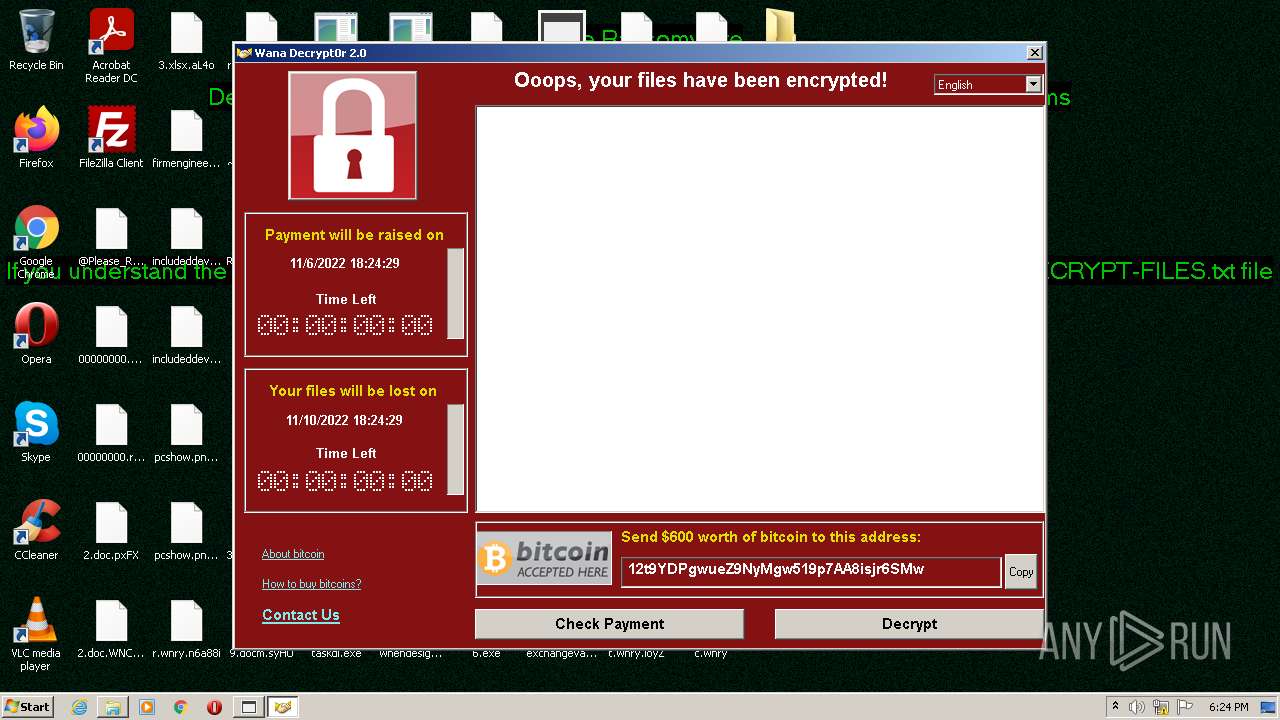 Recycle Bin
Acrobat
Reader DC
3.xlsx.aL4o
Wana Decrypt0r 2.0
Ooops, your files have been encrypted!
English
Firefox
FileZilla Client
firmenginee...
Payment will be raised on
11/6/2022 18:24:29
Time Left
00:00:00:00
Google
Chrome
@Please_R...
includeddev...
If you understand the
CRYPT-FILES.txt file
Opera
00000000....
includeddev...
Your files will be lost on
11/10/2022 18:24:29
Time Left
00:00:00:00
Skype
00000000.r...
pcshow.pn...
CCleaner
2.doc.pxFX
pcshow.pn...
About bitcoin
How to buy bitcoins?
Contact Us
bitcoin
ACCEPTED HERE
Send $600 worth of bitcoin to this address:
12t9YDPgwueZ9NyMgw519p7AA8isjr6SMw
Copy
Check Payment
Decrypt
VLC media
player
2.doc.WNC...
r.wnry.n6a88i
9.docm.syHU
taskdl.exe
whendesig...
6.exe
exchangeva...
t.wnry.loyZ
c.wnry
ANY RUN
Start
6:24 PM